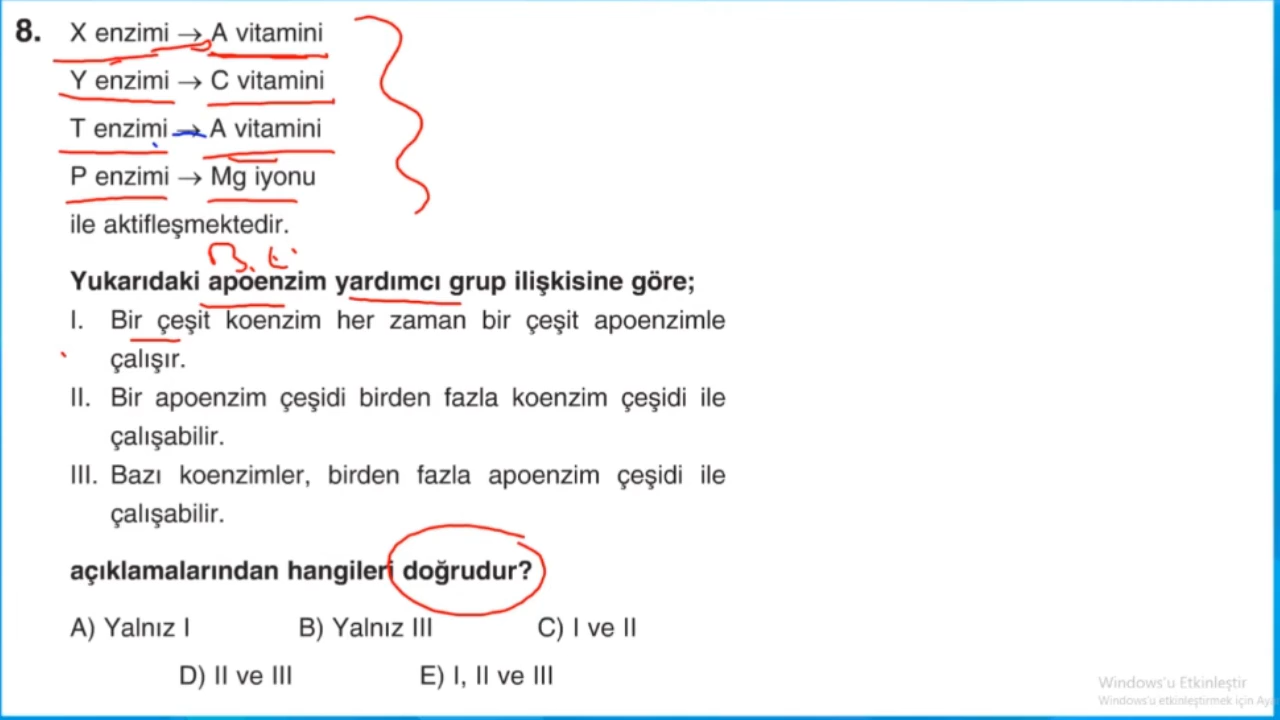 8. X enzimi → A vitamini
Y enzimi → C vitamini
T enzimi → A vitamini
P enzimi → Mg iyonu
ile aktifleşmektedir.
Yukarıdaki apoenzim yardımcı grup ilişkisine göre;
I. Bir çeşit koenzim her zaman bir çeşit apoenzimle
çalışır.
II. Bir apoenzim çeşidi birden fazla koenzim çeşidi ile
çalışabilir.
III. Bazı koenzimler, birden fazla apoenzim çeşidi ile
çalışabilir.
açıklamalarından hangileri doğrudur?
A) Yalnız I B) Yalnız III C) I ve II
D) II ve III E) I, II ve III
Windows'u Etkinleştir
Windows'u etkinleştirmek için